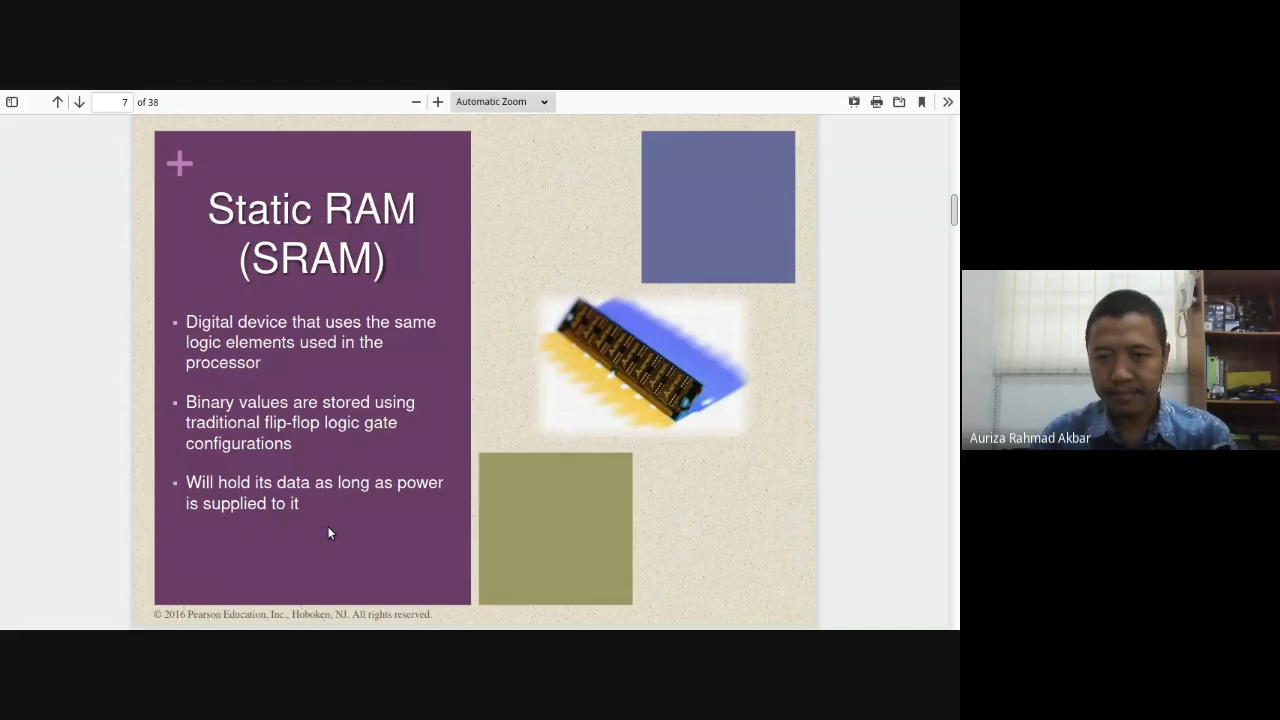 7 of 38
Automatic Zoom
+
Static RAM
(SRAM)
Digital device that uses the same
logic elements used in the
processor
Binary values are stored using
traditional flip-flop logic gate
configurations
Will hold its data as long as power
is supplied to it
© 2016 Pearson Education, Inc., Hoboken, NJ. All rights reserved.
Auriza Rahmad Akbar